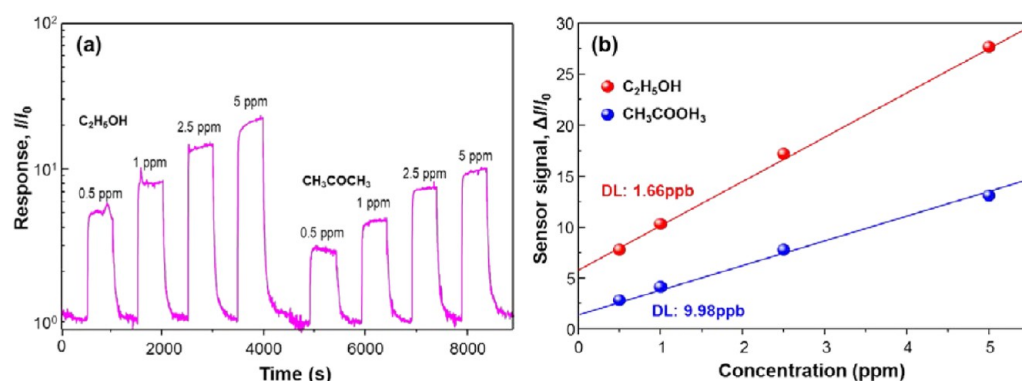 (a)
10²
10¹
10⁰
Response, I/I₀
C₂H₅OH
0.5 ppm
1 ppm
2.5 ppm
5 ppm
CH₃COCH₃
0.5 ppm
1 ppm
2.5 ppm
5 ppm
0 2000 4000 6000 8000
Time (s)
(b)
30
25
20
15
10
5
0
Sensor signal, ΔI/I₀
C₂H₅OH
CH₃COOH₃
DL: 1.66ppb
DL: 9.98ppb
0 1 2 3 4 5
Concentration (ppm)